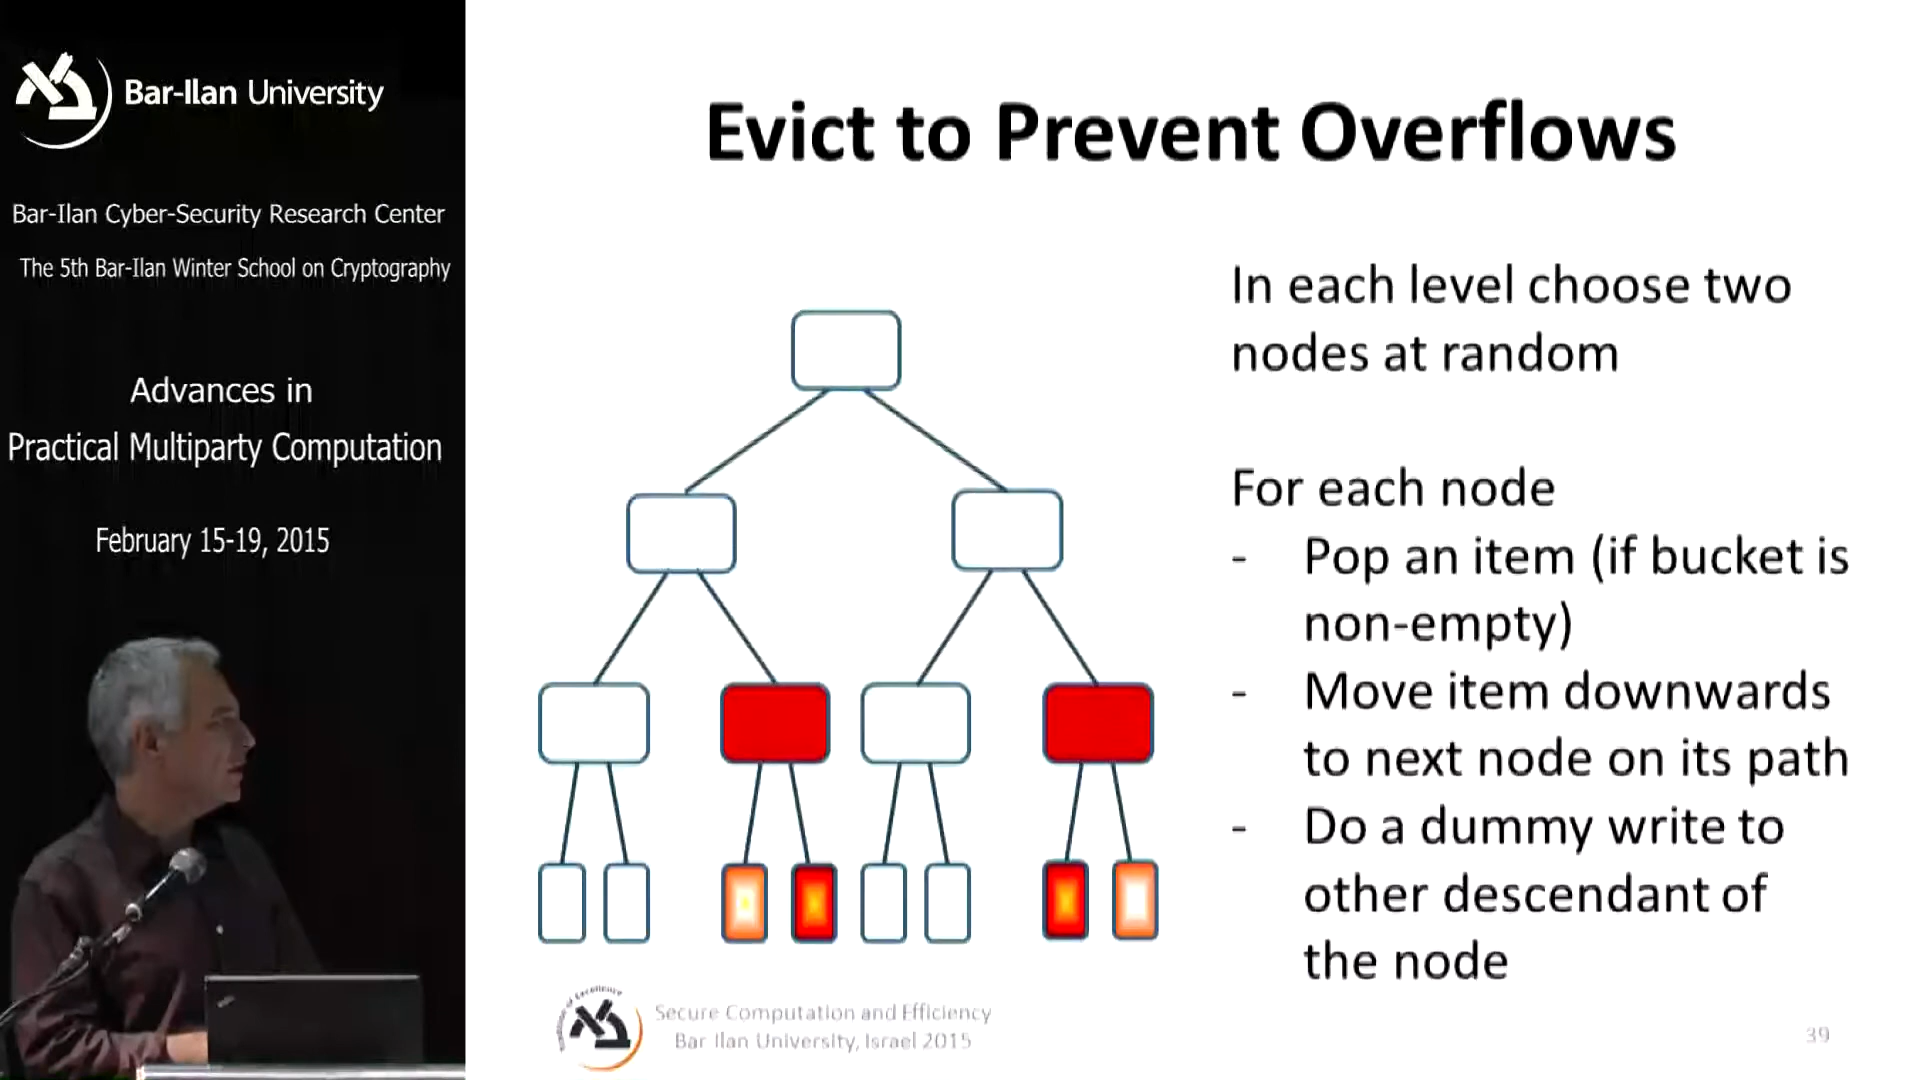 Bar-Ilan University
Bar-Ilan Cyber-Security Research Center
The 5th Bar-Ilan Winter School on Cryptography
Advances in
Practical Multiparty Computation
February 15-19, 2015
Evict to Prevent Overflows
In each level choose two
nodes at random
For each node
- Pop an item (if bucket is
non-empty)
- Move item downwards
to next node on its path
- Do a dummy write to
other descendant of
the node
of Excellence
Secure Computation and Efficiency
Bar Ilan University, Israel 2015
39